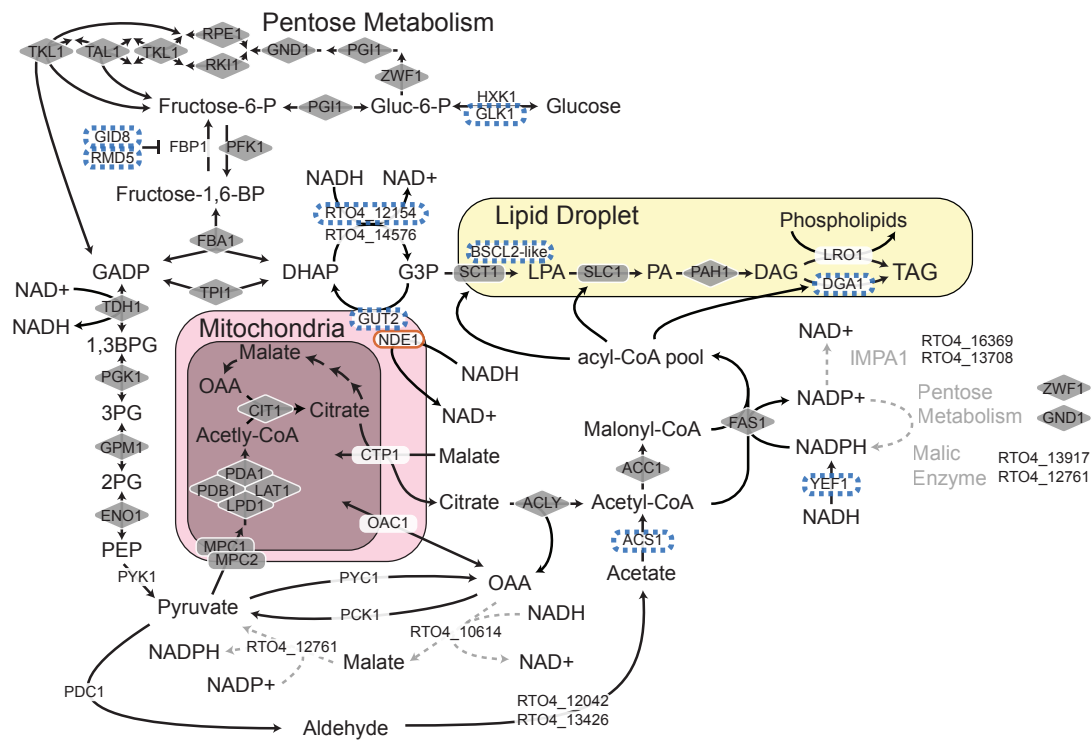 Pentose Metabolism
TKL1
TAL1
TKL1
RPE1
RKI1
GND1
PGI1
ZWF1
Fructose-6-P
PGI1
Gluc-6-P
HXK1
GLK1
Glucose
GID8
RMD5
FBP1
PFK1
Fructose-1,6-BP
NADH
NAD+
RTO4_12154
RTO4_14576
FBA1
GADP
TPI1
DHAP
G3P
Lipid Droplet
BSCL2-like
SCT1
LPA
SLC1
PA
PAH1
DAG
Phospholipids
LRO1
DGA1
TAG
NAD+
NADH
TDH1
1,3BPG
PGK1
3PG
GPM1
2PG
ENO1
PEP
PYK1
Pyruvate
Mitochondria
GUT2
NDE1
NADH
NAD+
Malate
OAA
CIT1
Citrate
Acetly-CoA
PDA1
PDB1
LAT1
LPD1
MPC1
MPC2
CTP1
Malate
Citrate
OAC1
ACLY
acyl-CoA pool
Malonyl-CoA
ACC1
Acetyl-CoA
ACS1
Acetate
FAS1
NAD+
IMPA1
RTO4_16369
RTO4_13708
NADP+
Pentose
Metabolism
ZWF1
GND1
NADPH
Malic
Enzyme
RTO4_13917
RTO4_12761
YEF1
NADH
PYC1
OAA
PCK1
NADH
RTO4_10614
NAD+
Malate
RTO4_12761
NADPH
NADP+
PDC1
Aldehyde
RTO4_12042
RTO4_13426